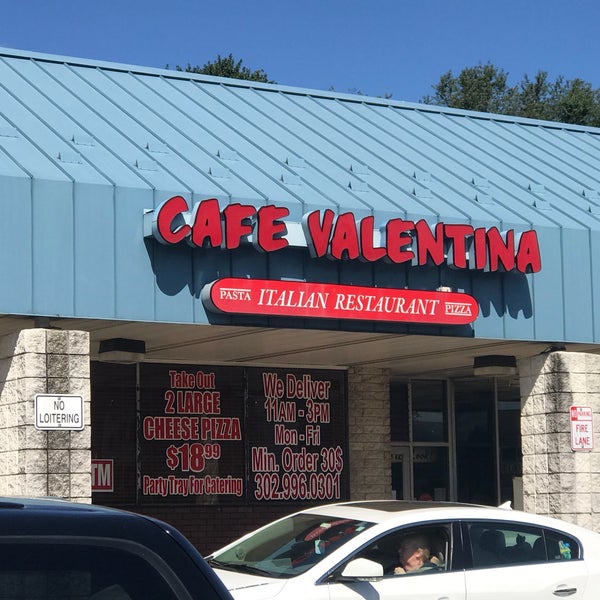 CAFE VALENTINA
PASTA ITALIAN RESTAURANT PIZZA
Take Out
2 LARGE
CHEESE PIZZA
$18.99
Party Tray For Catering
We Deliver
11AM - 3PM
Mon - Fri
Min. Order 30$
302.996.0301
NO
LOITERING
TM
FIRE
LANE